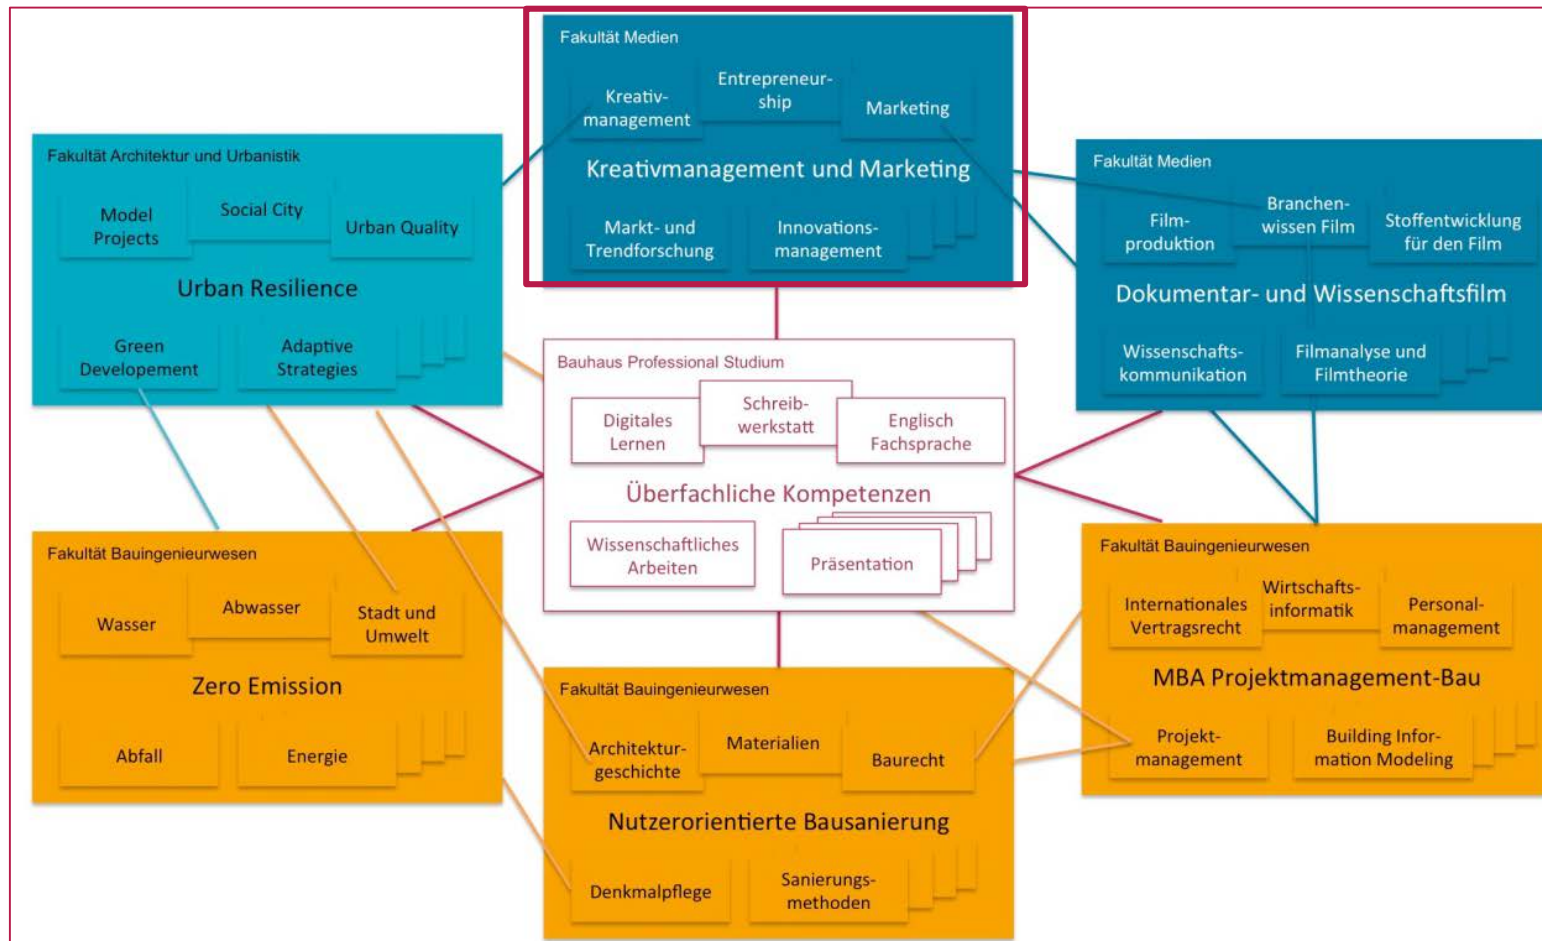 Fakultät Medien
Kreativ-
management
Entrepreneur-
ship
Marketing
Kreativmanagement und Marketing
Markt- und
Trendforschung
Innovations-
management
Fakultät Architektur und Urbanistik
Model
Projects
Social City
Urban Quality
Urban Resilience
Green
Developement
Adaptive
Strategies
Fakultät Medien
Film-
produktion
Branchen-
wissen Film
Stoffentwicklung
für den Film
Dokumentar- und Wissenschaftsfilm
Wissenschafts-
kommunikation
Filmanalyse und
Filmtheorie
Bauhaus Professional Studium
Digitales
Lernen
Schreib-
werkstatt
Englisch
Fachsprache
Überfachliche Kompetenzen
Wissenschaftliches
Arbeiten
Präsentation
Fakultät Bauingenieurwesen
Wasser
Abwasser
Stadt und
Umwelt
Zero Emission
Abfall
Energie
Fakultät Bauingenieurwesen
Architektur-
geschichte
Materialien
Baurecht
Nutzerorientierte Bausanierung
Denkmalpflege
Sanierungs-
methoden
Fakultät Bauingenieurwesen
Internationales
Vertragsrecht
Wirtschafts-
informatik
Personal-
management
MBA Projektmanagement-Bau
Projekt-
management
Building Infor-
mation Modeling